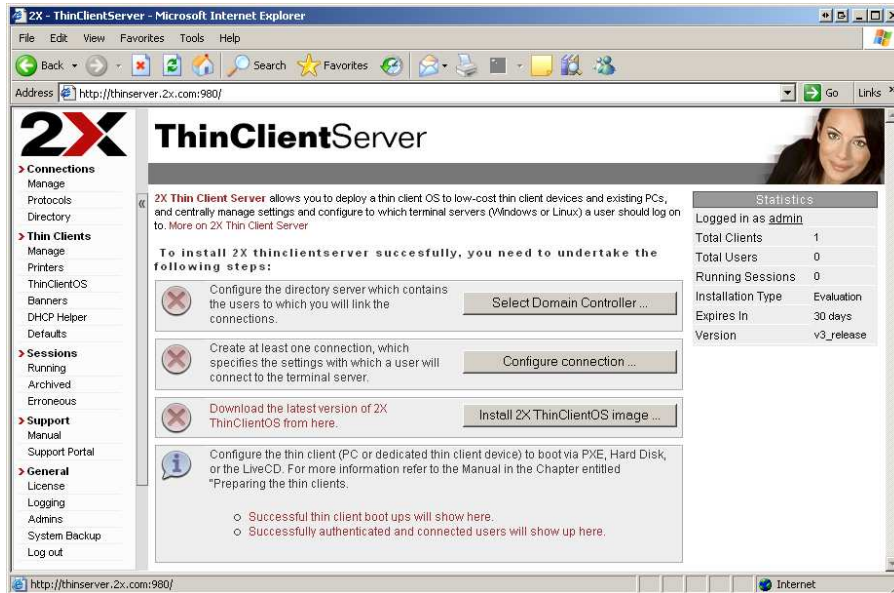 2X - ThinClientServer - Microsoft Internet Explorer
File Edit View Favorites Tools Help
Back Search Favorites
Address http://thinserver.2x.com:980/ Go Links
2X
ThinClientServer
Connections
Manage
Protocols
Directory
Thin Clients
Manage
Printers
ThinClientOS
Banners
DHCP Helper
Defaults
Sessions
Running
Archived
Erroneous
Support
Manual
Support Portal
General
License
Logging
Admins
System Backup
Log out
2X Thin Client Server allows you to deploy a thin client OS to low-cost thin client devices and existing PCs,
and centrally manage settings and configure to which terminal servers (Windows or Linux) a user should log on
to. More on 2X Thin Client Server
To install 2X thinclientserver succesfully, you need to undertake the
following steps:
Configure the directory server which contains
the users to which you will link the
connections.
Select Domain Controller ...
Create at least one connection, which
specifies the settings with which a user will
connect to the terminal server.
Configure connection ...
Download the latest version of 2X
ThinClientOS from here.
Install 2X ThinClientOS image ...
Configure the thin client (PC or dedicated thin
client device) to boot via PXE, Hard Disk,
or the LiveCD. For more information refer to the Manual in the Chapter entitled
"Preparing the thin clients.
Successful thin client boot ups will show here.
Successfully authenticated and connected users will show up here.
Statistics
Logged in as admin
Total Clients 1
Total Users 0
Running Sessions 0
Installation Type Evaluation
Expires In 30 days
Version v3_release
http://thinserver.2x.com:980/ Internet